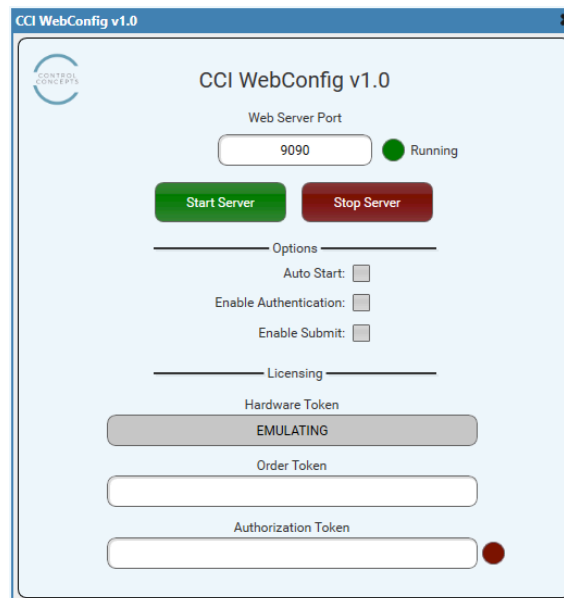 CCI WebConfig v1.0
CONTROL
CONCEPTS
CCI WebConfig v1.0
Web Server Port
9090
Running
Start Server
Stop Server
Options
Auto Start:
Enable Authentication:
Enable Submit:
Licensing
Hardware Token
EMULATING
Order Token
Authorization Token